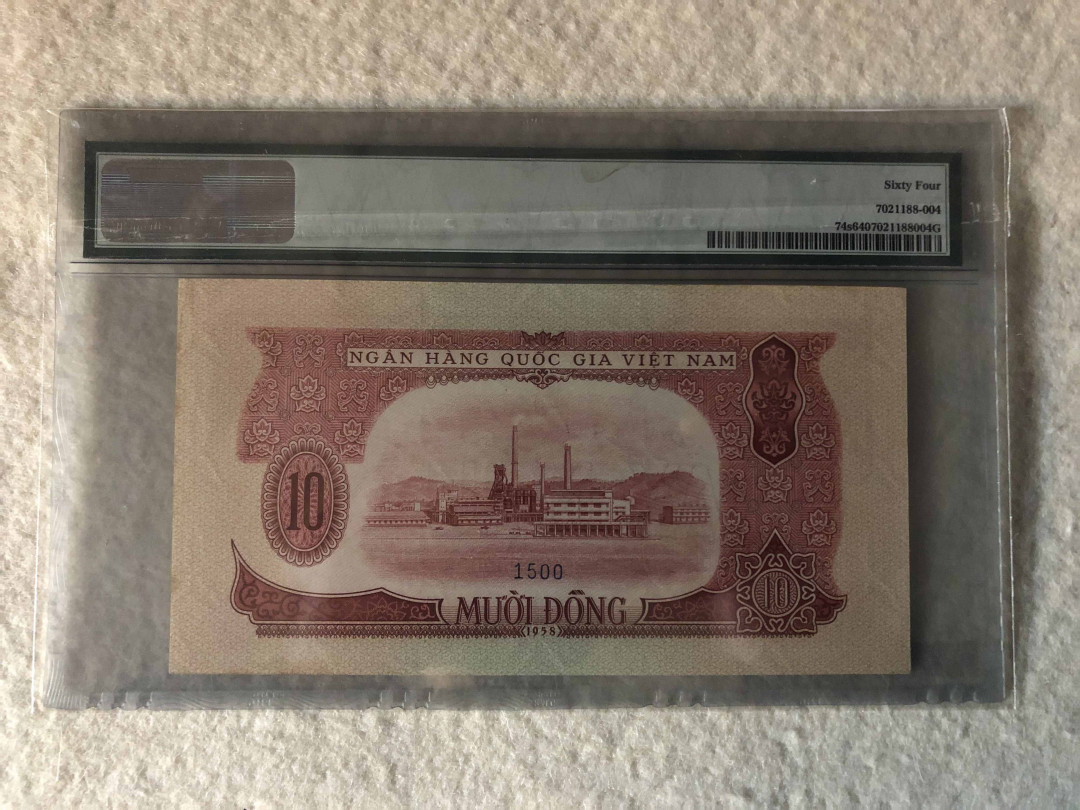 Sixty Four
7021188-004
74s6407021188004G
NGÂN HÀNG QUỐC GIA VIỆT NAM
10
1500
MƯỜI ĐỒNG
10
1958